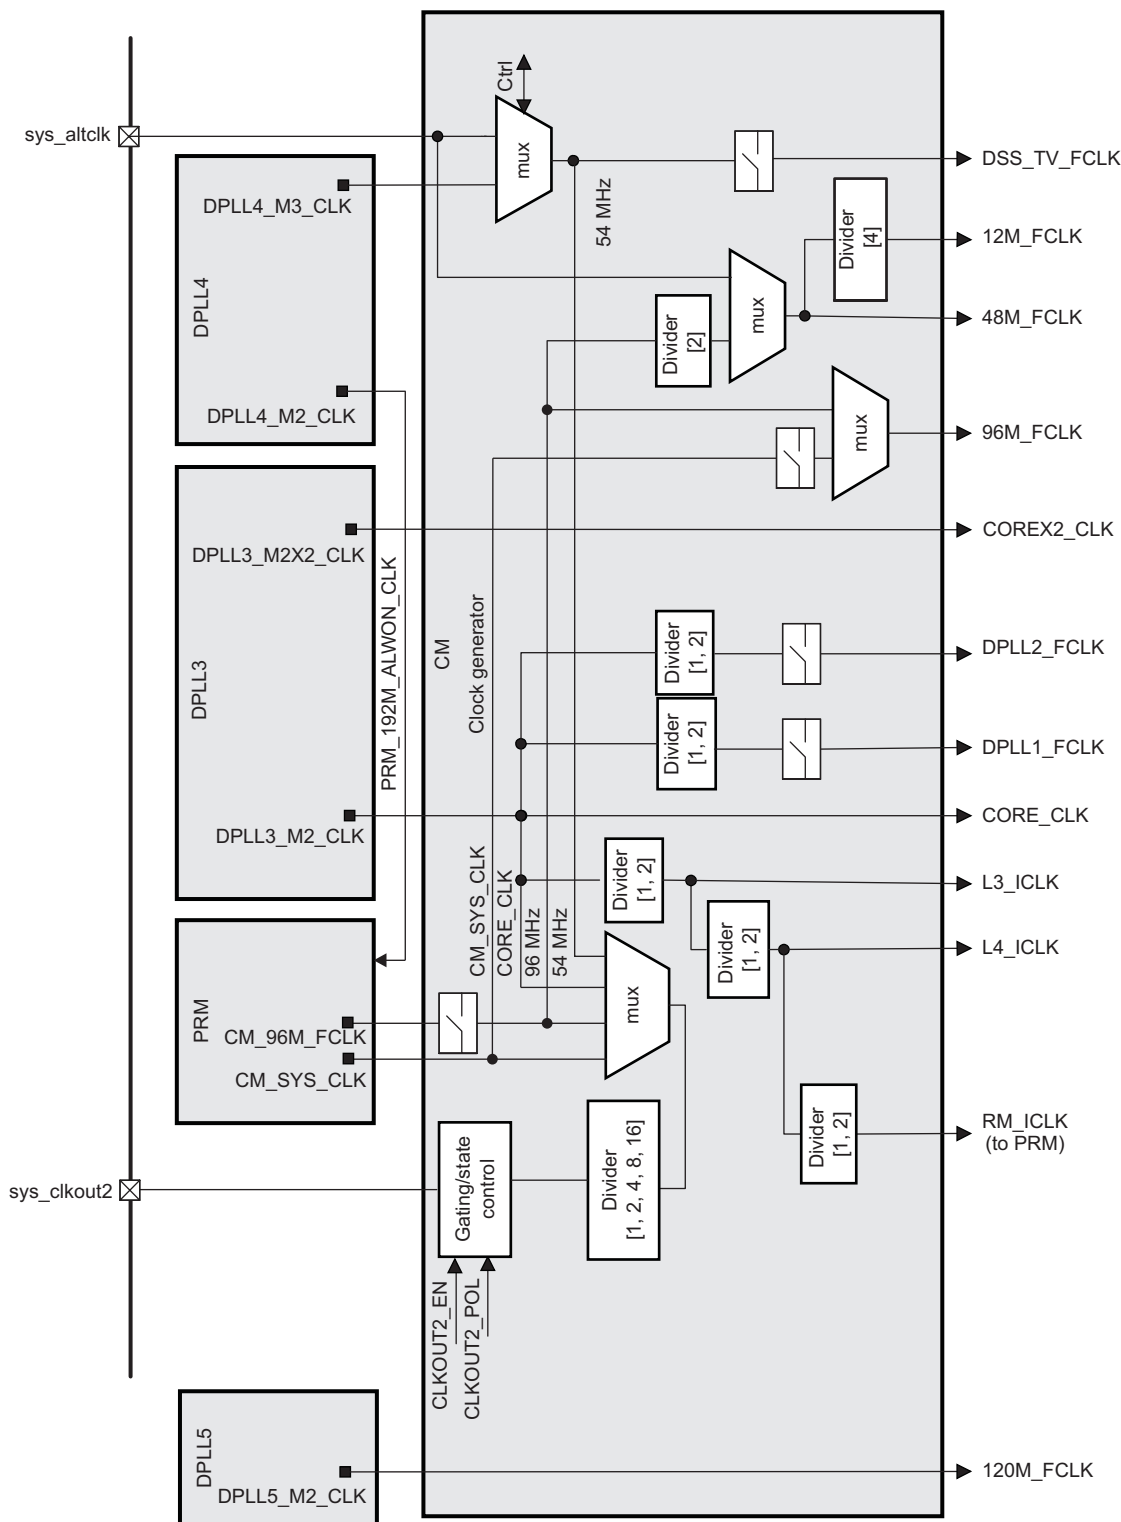 Ctrl
sys_altclk
mux
DSS_TV_FCLK
DPLL4_M3_CLK
54 MHz
Divider
[4]
12M_FCLK
DPLL4
mux
Divider
[2]
48M_FCLK
DPLL4_M2_CLK
mux
96M_FCLK
COREX2_CLK
DPLL3_M2X2_CLK
PRM_192M_ALWON_CLK
CM
Clock generator
Divider
[1, 2]
DPLL2_FCLK
DPLL3
Divider
[1, 2]
DPLL1_FCLK
CORE_CLK
DPLL3_M2_CLK
Divider
[1, 2]
L3_ICLK
CM_SYS_CLK
CORE_CLK
96 MHz
54 MHz
Divider
[1, 2]
L4_ICLK
mux
PRM
CM_96M_FCLK
CM_SYS_CLK
Divider
[1, 2]
RM_ICLK
(to PRM)
sys_clkout2
Gating/state
control
Divider
[1, 2, 4, 8, 16]
CLKOUT2_EN
CLKOUT2_POL
DPLL5
DPLL5_M2_CLK
120M_FCLK